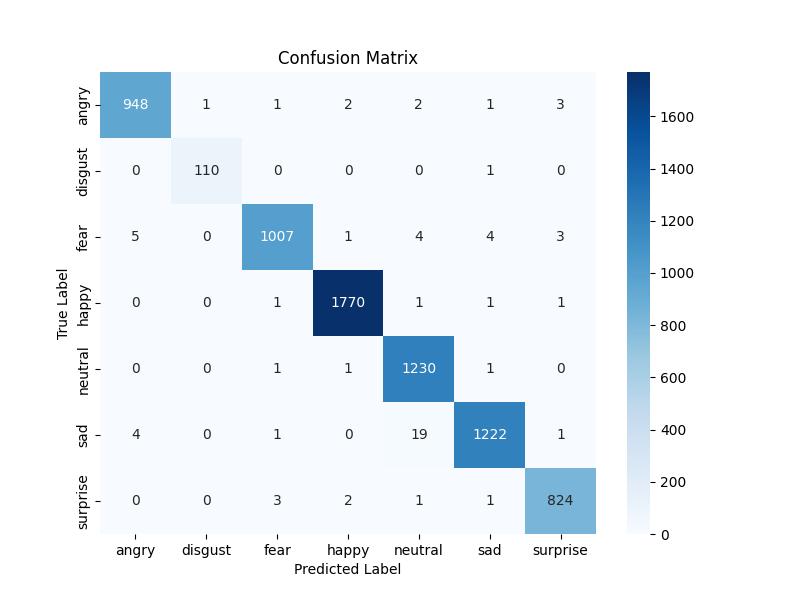 Confusion Matrix
True Label
angry 948 1 1 2 2 1 3
disgust 0 110 0 0 0 1 0
fear 5 0 1007 1 4 4 3
happy 0 0 1 1770 1 1 1
neutral 0 0 1 1 1230 1 0
sad 4 0 1 0 19 1222 1
surprise 0 0 3 2 1 1 824
angry disgust fear happy neutral sad surprise
Predicted Label
1600
1400
1200
1000
800
600
400
200
0